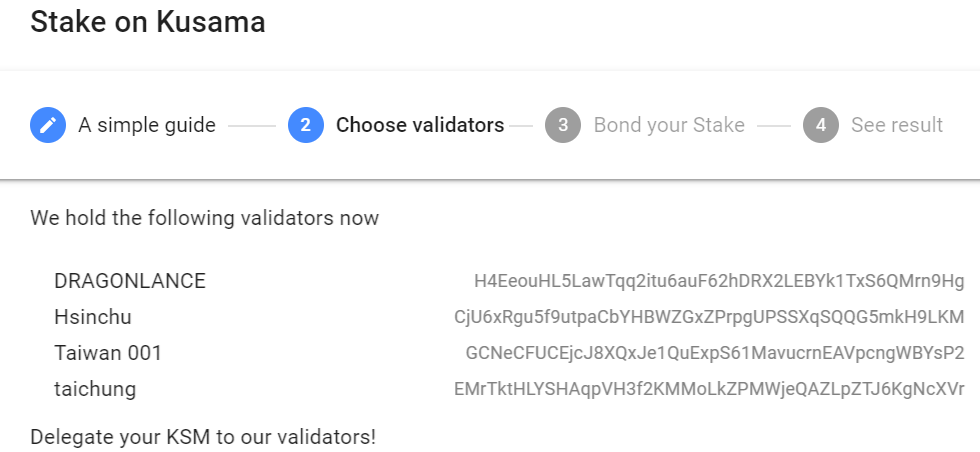 Stake on Kusama
A simple guide 2 Choose validators 3 Bond your Stake 4 See result
We hold the following validators now
DRAGONLANCE H4EeouHL5LawTqq2itu6auF62hDRX2LEBYk1TxS6QMrn9Hg
Hsinchu CjU6xRgu5f9utpaCbYHBWZGxZPrpgUPSSXqSQQG5mkH9LKM
Taiwan 001 GCNeCFUCEjcJ8XQxJe1QuExpS61MavucrnEAVpcngWBYsP2
taichung EMrTktHLYSHAqpVH3f2KMMoLkZPMWjeQAZLpZTJ6KgNcXVr
Delegate your KSM to our validators!